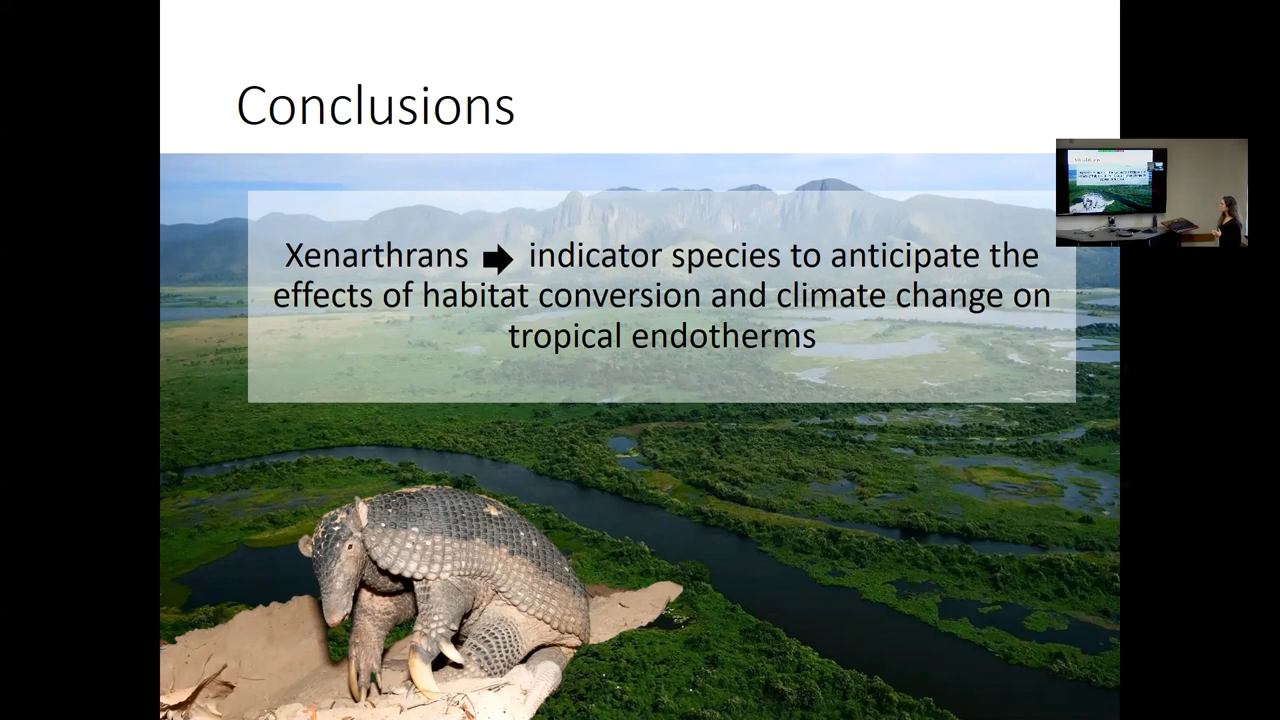 Conclusions
Xenarthrans ➡ indicator species to anticipate the
effects of habitat conversion and climate change on
tropical endotherms